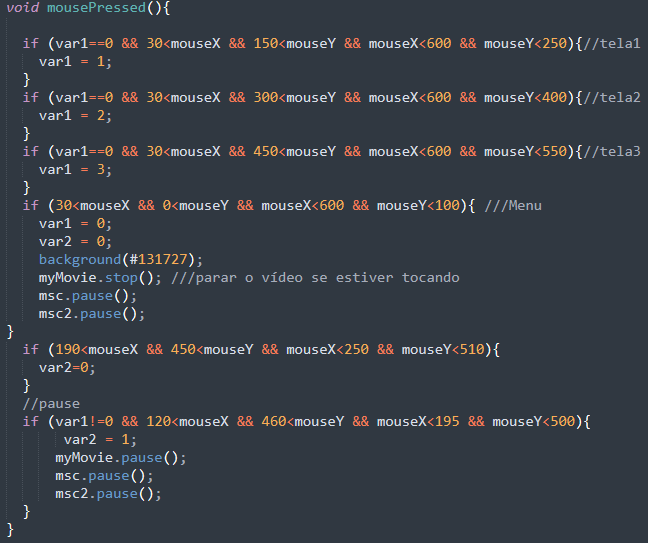 void mousePressed(){
if (var1==0 && 30<mouseX && 150<mouseY && mouseX<600 && mouseY<250){//tela1
var1 = 1;
}
if (var1==0 && 30<mouseX && 300<mouseY && mouseX<600 && mouseY<400){//tela2
var1 = 2;
}
if (var1==0 && 30<mouseX && 450<mouseY && mouseX<600 && mouseY<550){//tela3
var1 = 3;
}
if (30<mouseX && 0<mouseY && mouseX<600 && mouseY<100){ ///Menu
var1 = 0;
var2 = 0;
background(#131727);
myMovie.stop(); ///parar o vídeo se estiver tocando
msc.pause();
msc2.pause();
}
if (190<mouseX && 450<mouseY && mouseX<250 && mouseY<510){
var2=0;
}
//pause
if (var1!=0 && 120<mouseX && 460<mouseY && mouseX<195 && mouseY<500){
var2 = 1;
myMovie.pause();
msc.pause();
msc2.pause();
}
}